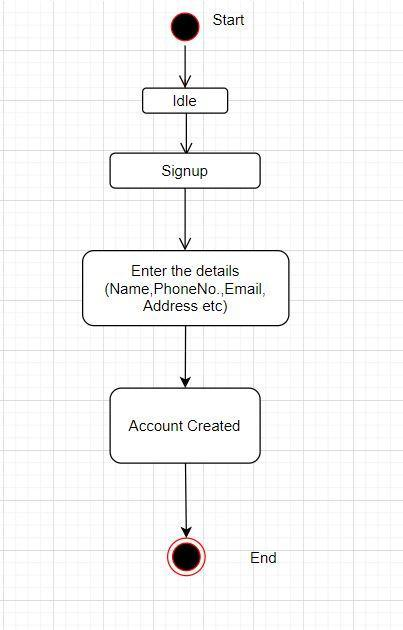 Start
Idle
Signup
Enter the details
(Name,PhoneNo.,Email,
Address etc)
Account Created
End